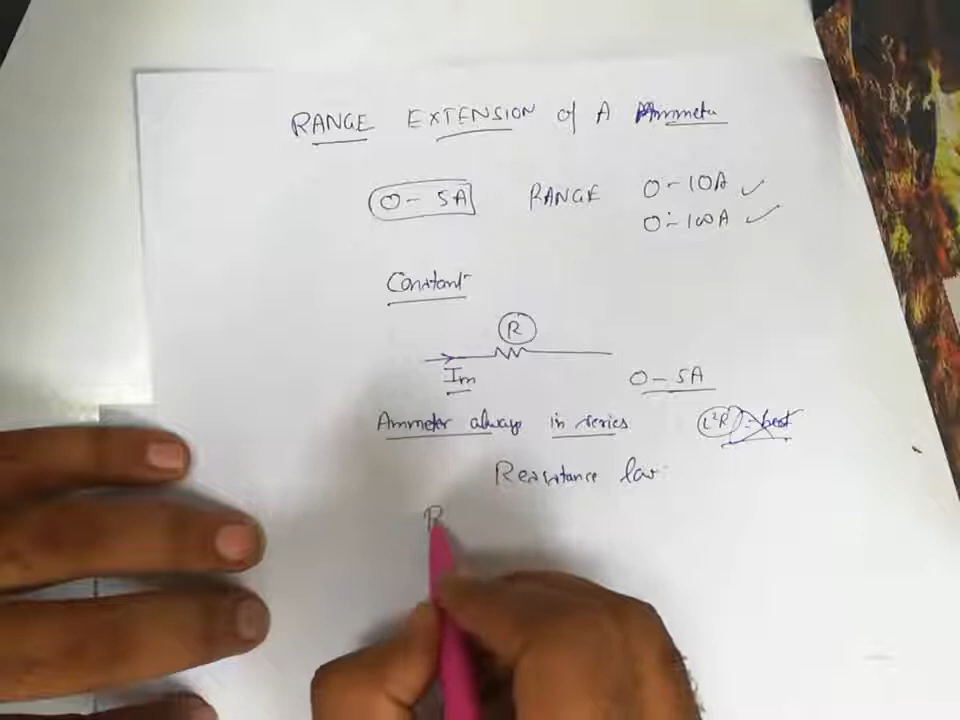 RANGE EXTENSION of A Ammeter
0 - 5A RANGE 0 - 10A ✓
0 - 100A ✓
Constant
R
Im
0 - 5A
Ammeter always in series I²R = heat
Resistance low
R